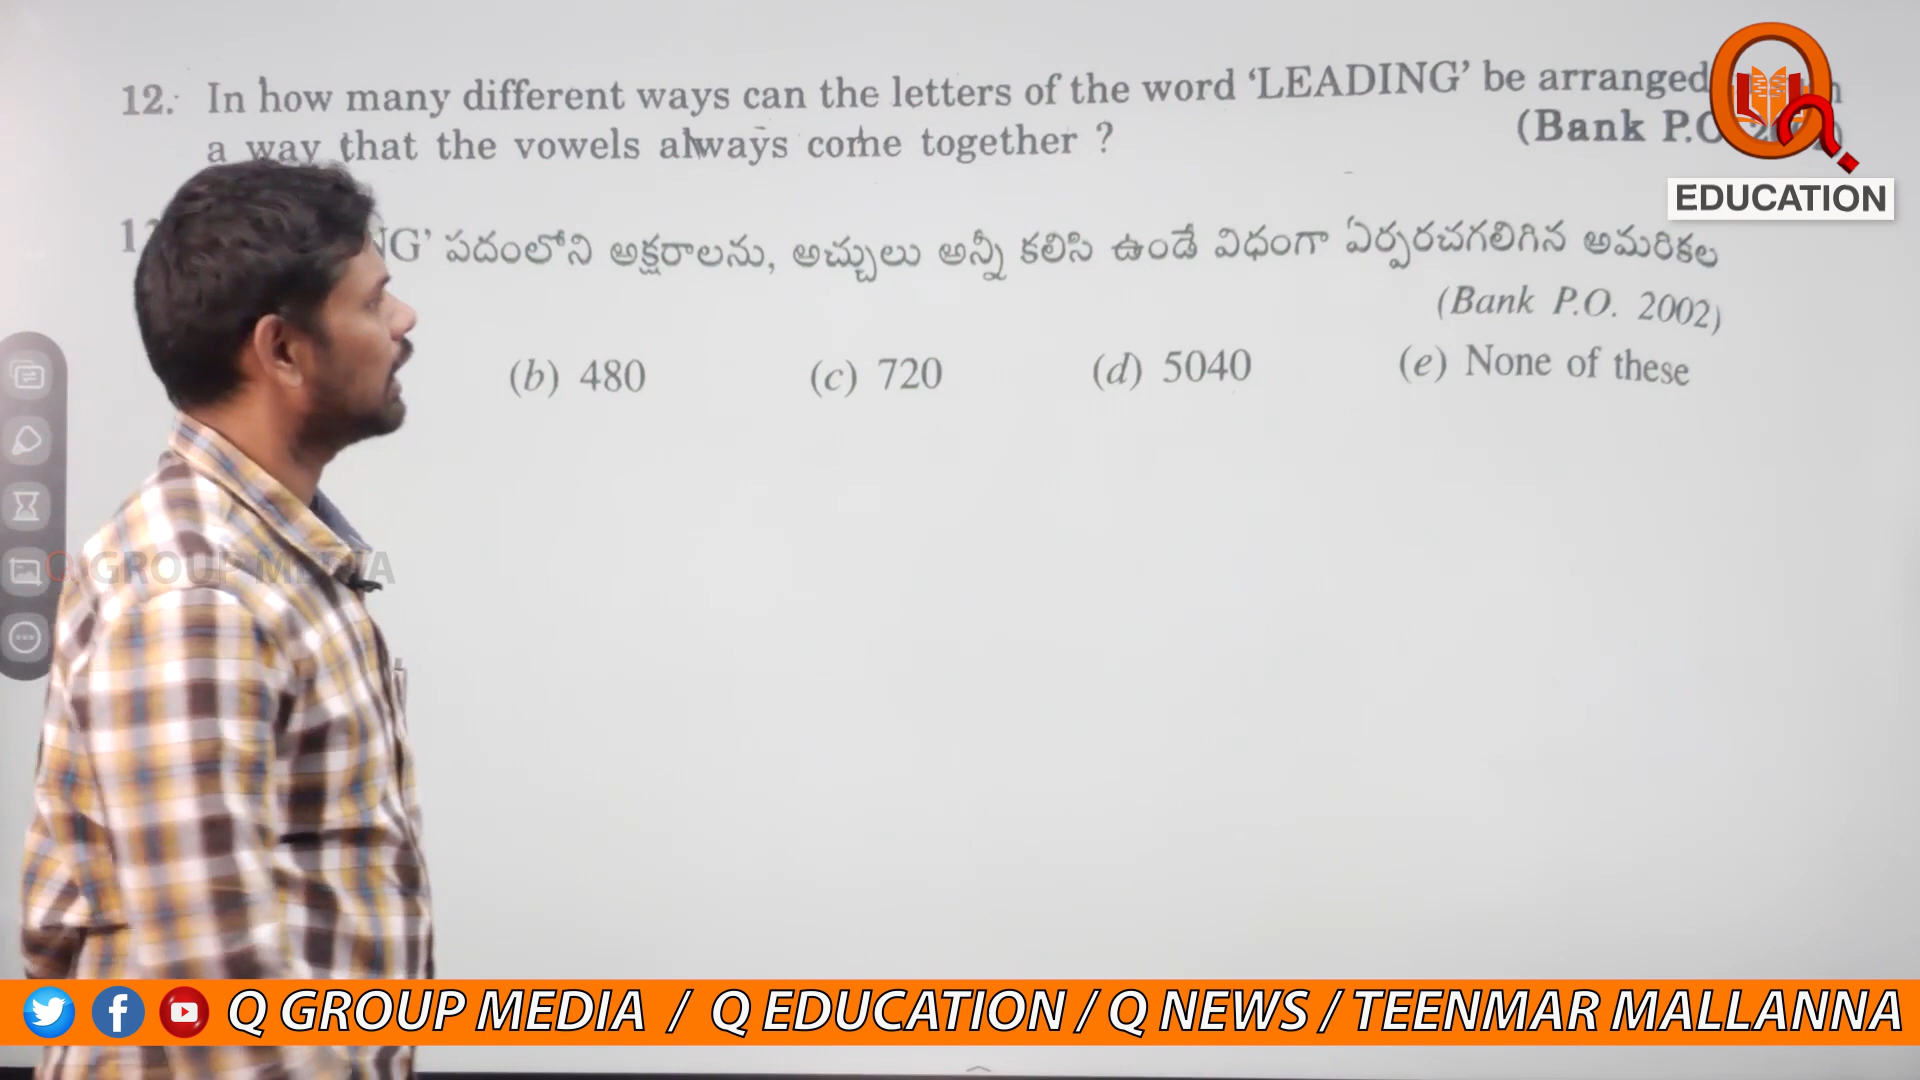 12. In how many different ways can the letters of the word ‘LEADING’ be arranged
a way that the vowels always come together ?
(Bank P.O.
EDUCATION
NG’ పదంలోని అక్షరాలను, అచ్చులు అన్నీ కలిసి ఉండే విధంగా ఏర్పరచగలిగిన అమరికల
(Bank P.O. 2002)
(b) 480 (c) 720 (d) 5040 (e) None of these
Q GROUP MEDIA
Q GROUP MEDIA / Q EDUCATION / Q NEWS / TEENMAR MALLANNA